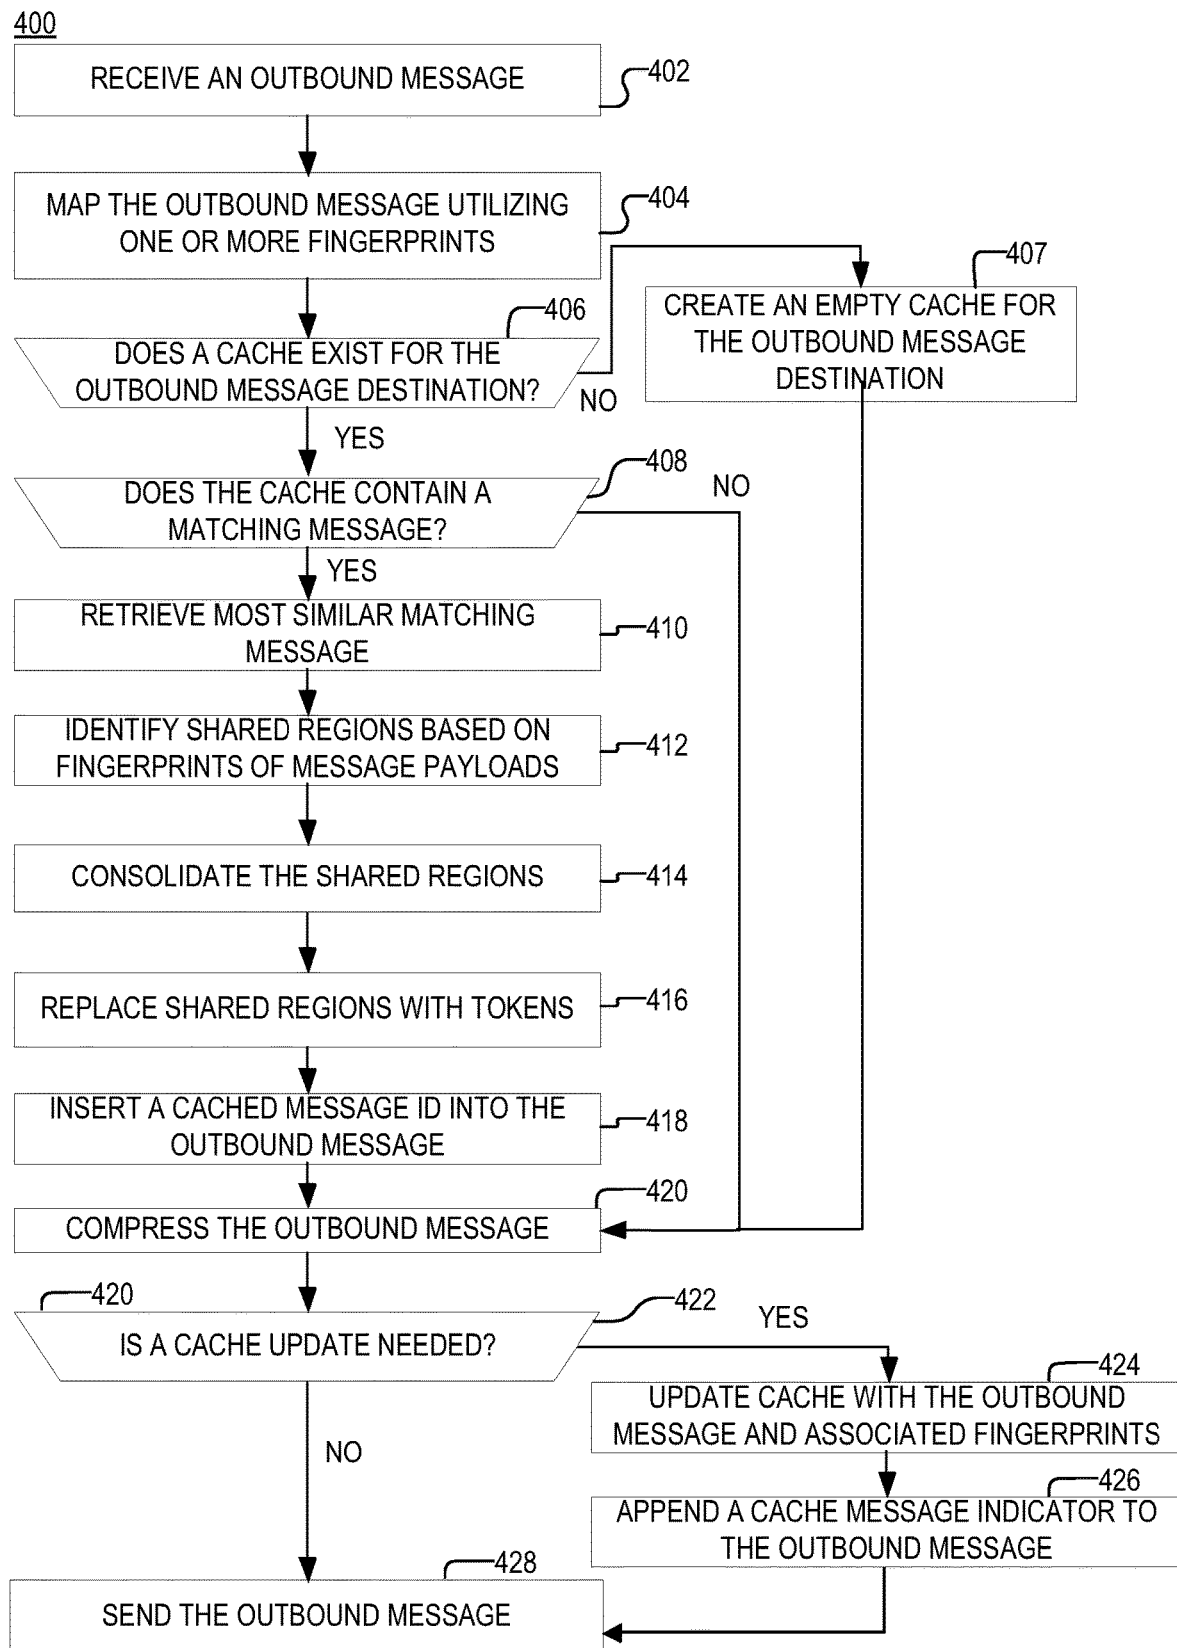 400
RECEIVE AN OUTBOUND MESSAGE
402
MAP THE OUTBOUND MESSAGE UTILIZING
ONE OR MORE FINGERPRINTS
404
407
CREATE AN EMPTY CACHE FOR
THE OUTBOUND MESSAGE
DESTINATION
406
DOES A CACHE EXIST FOR THE
OUTBOUND MESSAGE DESTINATION?
NO
YES
408
DOES THE CACHE CONTAIN A
MATCHING MESSAGE?
NO
YES
RETRIEVE MOST SIMILAR MATCHING
MESSAGE
410
IDENTIFY SHARED REGIONS BASED ON
FINGERPRINTS OF MESSAGE PAYLOADS
412
CONSOLIDATE THE SHARED REGIONS
414
REPLACE SHARED REGIONS WITH TOKENS
416
INSERT A CACHED MESSAGE ID INTO THE
OUTBOUND MESSAGE
418
420
COMPRESS THE OUTBOUND MESSAGE
420
422
IS A CACHE UPDATE NEEDED?
YES
424
UPDATE CACHE WITH THE OUTBOUND
MESSAGE AND ASSOCIATED FINGERPRINTS
NO
426
APPEND A CACHE MESSAGE INDICATOR TO
THE OUTBOUND MESSAGE
428
SEND THE OUTBOUND MESSAGE